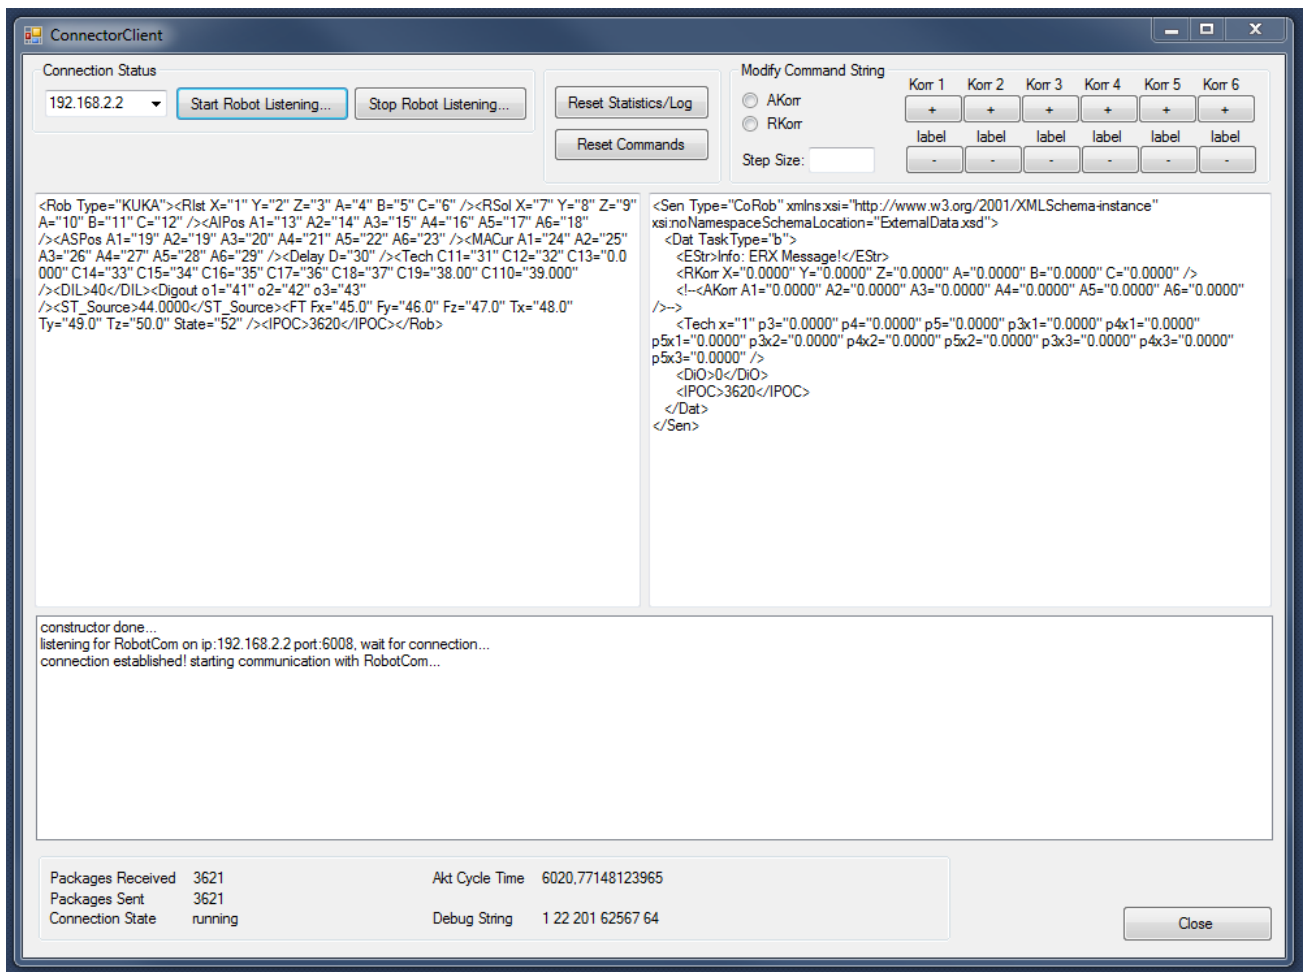 ConnectorClient
Connection Status
192.168.2.2
Start Robot Listening...
Stop Robot Listening...
Reset Statistics/Log
Reset Commands
Modify Command String
AKorr
RKorr
Step Size:
Korr 1 Korr 2 Korr 3 Korr 4 Korr 5 Korr 6
+ + + + + +
label label label label label label
- - - - - -
<Rob Type="KUKA"><RIst X="1" Y="2" Z="3" A="4" B="5" C="6" /><RSol X="7" Y="8" Z="9"
A="10" B="11" C="12" /><AIPos A1="13" A2="14" A3="15" A4="16" A5="17" A6="18"
/><ASPos A1="19" A2="19" A3="20" A4="21" A5="22" A6="23" /><MACur A1="24" A2="25"
A3="26" A4="27" A5="28" A6="29" /><Delay D="30" /><Tech C11="31" C12="32" C13="0.0
000" C14="33" C15="34" C16="35" C17="36" C18="37" C19="38.00" C110="39.000"
/><DIL>40</DIL><Digout o1="41" o2="42" o3="43"
/><ST_Source>44.0000</ST_Source><FT Fx="45.0" Fy="46.0" Fz="47.0" Tx="48.0"
Ty="49.0" Tz="50.0" State="52" /><IPOC>3620</IPOC></Rob>
<Sen Type="CoRob" xmlns:xsi="http://www.w3.org/2001/XMLSchema-instance"
xsi:noNamespaceSchemaLocation="ExternalData.xsd">
<Dat TaskType="b">
<EStr>Info: ERX Message!</EStr>
<RKorr X="0.0000" Y="0.0000" Z="0.0000" A="0.0000" B="0.0000" C="0.0000" />
<!--<AKorr A1="0.0000" A2="0.0000" A3="0.0000" A4="0.0000" A5="0.0000" A6="0.0000"
/>-->
<Tech x="1" p3="0.0000" p4="0.0000" p5="0.0000" p3x1="0.0000" p4x1="0.0000"
p5x1="0.0000" p3x2="0.0000" p4x2="0.0000" p5x2="0.0000" p3x3="0.0000" p4x3="0.0000"
p5x3="0.0000" />
<DiO>0</DiO>
<IPOC>3620</IPOC>
</Dat>
</Sen>
constructor done...
listening for RobotCom on ip:192.168.2.2 port:6008, wait for connection...
connection established! starting communication with RobotCom...
Packages Received 3621
Packages Sent 3621
Connection State running
Akt Cycle Time 6020,77148123965
Debug String 1 22 201 62567 64
Close